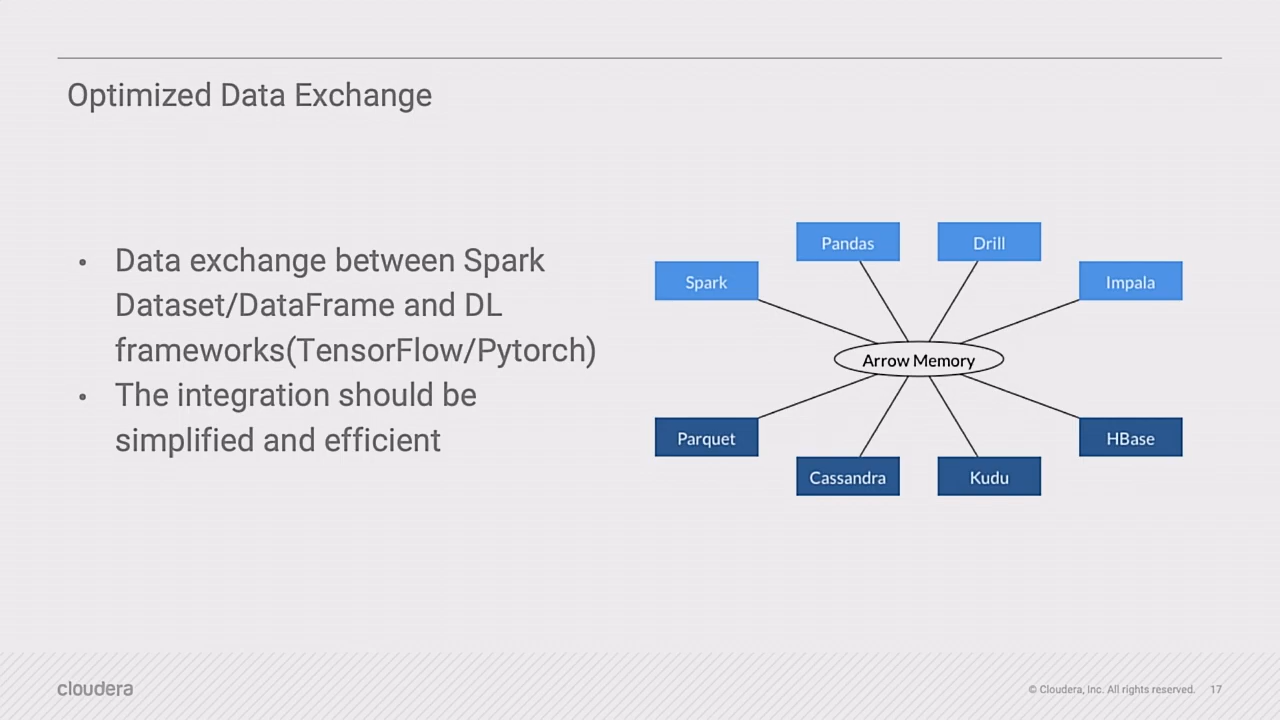 Optimized Data Exchange
• Data exchange between Spark
Dataset/DataFrame and DL
frameworks(TensorFlow/Pytorch)
• The integration should be
simplified and efficient
Pandas
Drill
Spark
Impala
Arrow Memory
Parquet
HBase
Cassandra
Kudu
cloudera
© Cloudera, Inc. All rights reserved. 17